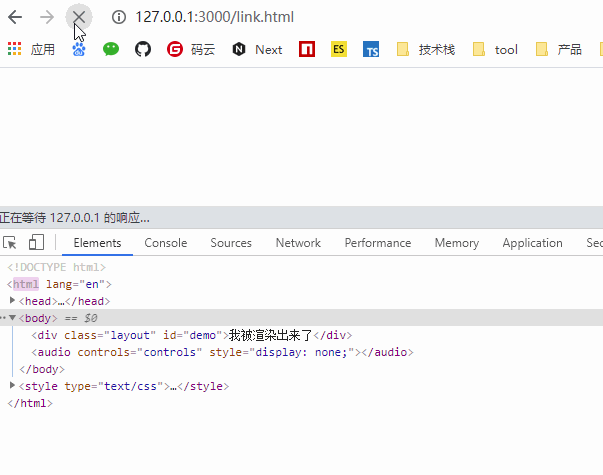 127.0.0.1:3000/link.html
应用 码云 Next ES TS 技术栈 tool 产品
正在等待 127.0.0.1 的响应...
Elements Console Sources Network Performance Memory Application Sec
<!DOCTYPE html>
<html lang="en">
<head>…</head>
<body> == $0
<div class="layout" id="demo">我被渲染出来了</div>
<audio controls="controls" style="display: none;"></audio>
</body>
<style type="text/css">…</style>
</html>